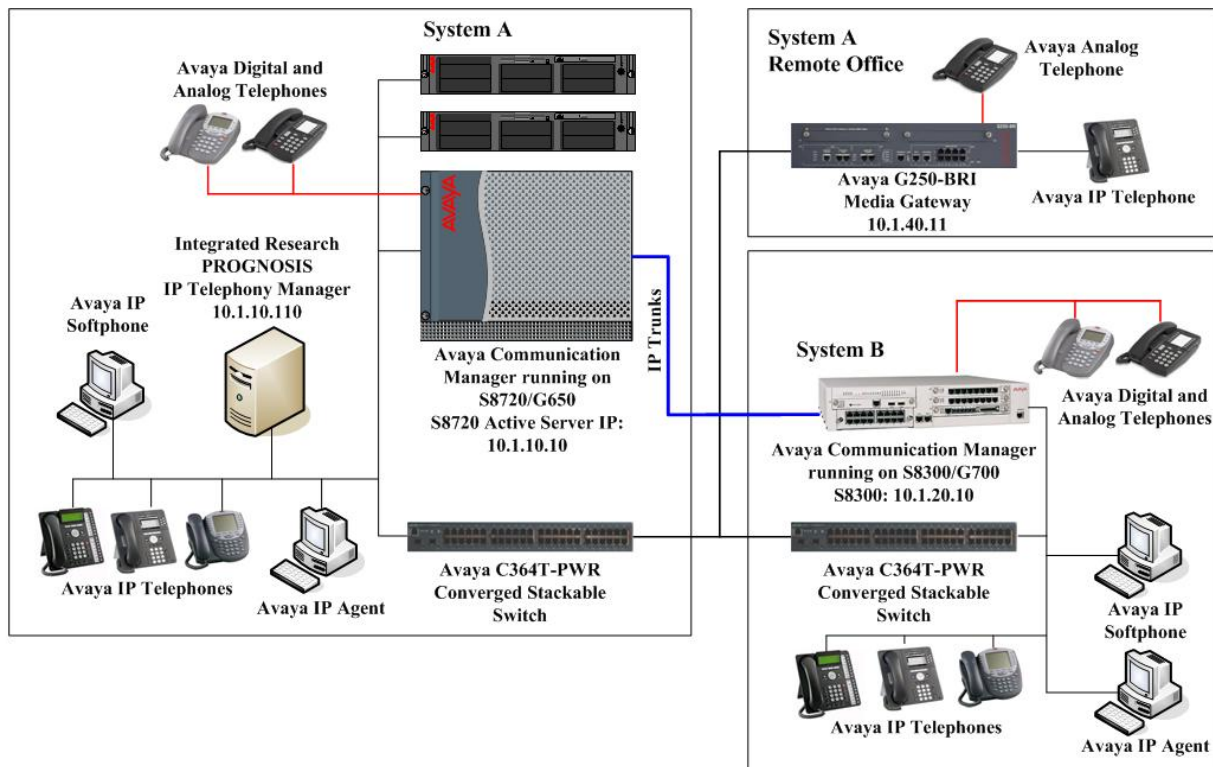 System A
Avaya Digital and
Analog Telephones
AVAYA
Integrated Research
PROGNOSIS
IP Telephony Manager
10.1.10.110
Avaya IP
Softphone
Avaya Communication
Manager running on
S8720/G650
S8720 Active Server IP:
10.1.10.10
IP Trunks
Avaya IP Telephones
Avaya IP Agent
Avaya C364T-PWR
Converged Stackable
Switch
System A
Remote Office
Avaya Analog
Telephone
Avaya G250-BRI
Media Gateway
10.1.40.11
Avaya IP Telephone
System B
Avaya Digital and
Analog Telephones
Avaya Communication Manager
running on S8300/G700
S8300: 10.1.20.10
Avaya C364T-PWR
Converged Stackable
Switch
Avaya IP
Softphone
Avaya IP Telephones
Avaya IP Agent